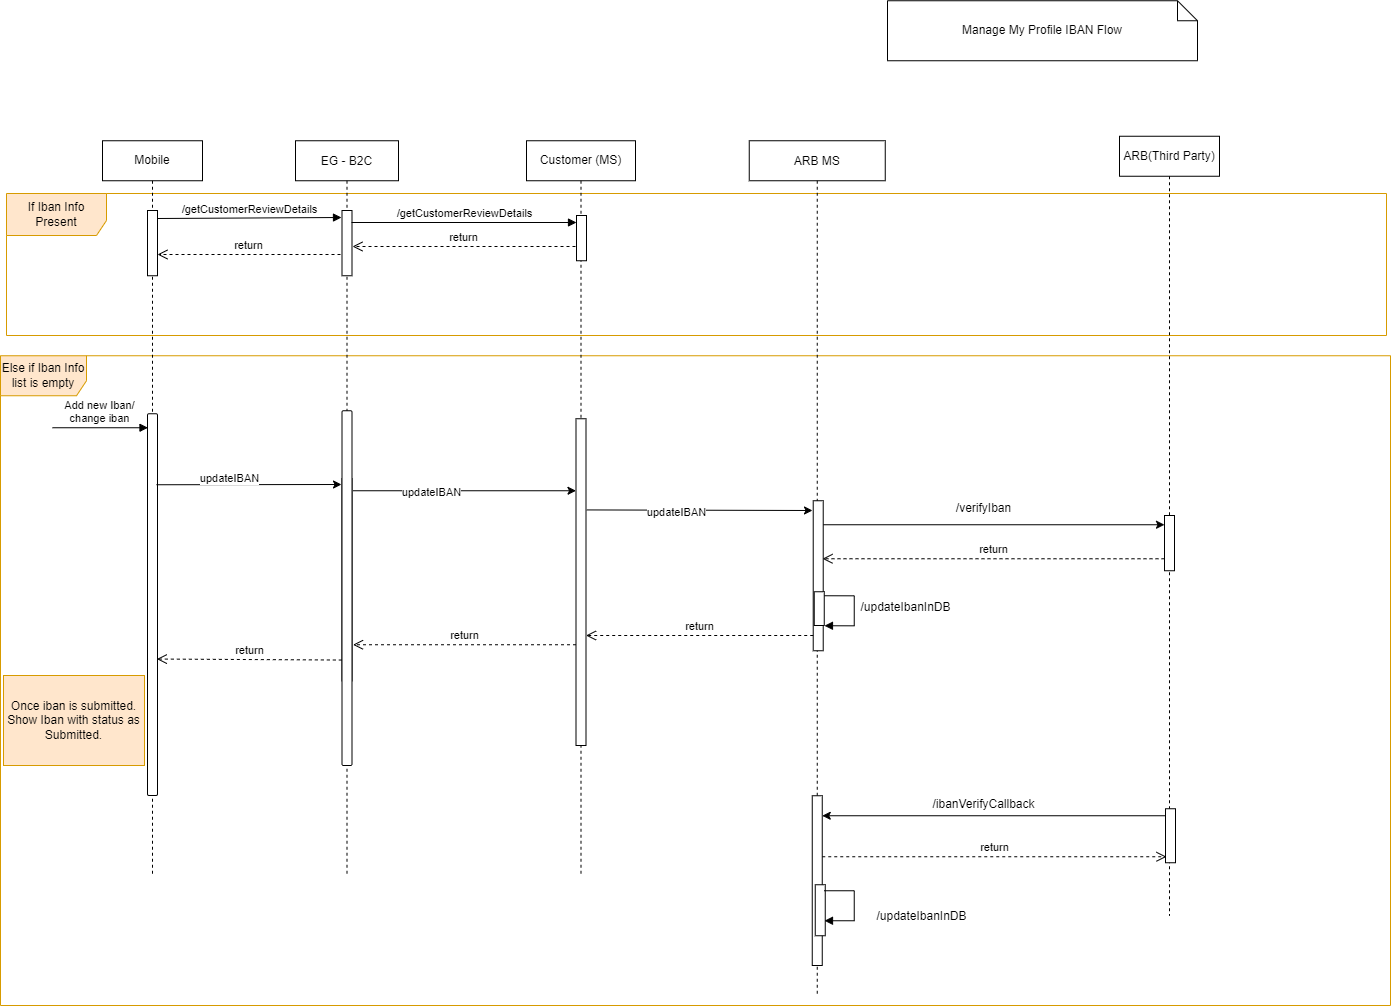 Manage My Profile IBAN Flow
Mobile
EG - B2C
Customer (MS)
ARB MS
ARB(Third Party)
If Iban Info
Present
/getCustomerReviewDetails
/getCustomerReviewDetails
return
return
Else if Iban Info
list is empty
Add new Iban/
change iban
updateIBAN
updateIBAN
updateIBAN
/verifyIban
return
/updateIbanInDB
return
return
return
Once iban is submitted.
Show Iban with status as
Submitted.
/ibanVerifyCallback
return
/updateIbanInDB